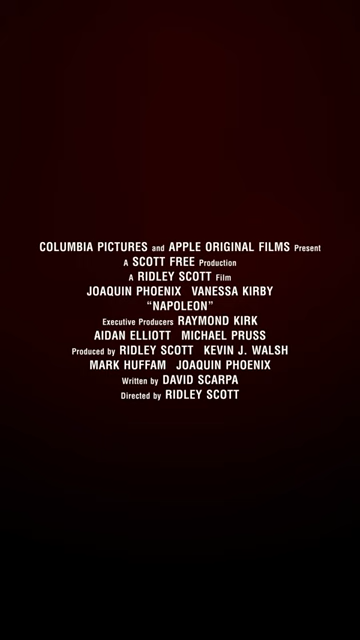 COLUMBIA PICTURES and APPLE ORIGINAL FILMS Present
A SCOTT FREE Production
A RIDLEY SCOTT Film
JOAQUIN PHOENIX VANESSA KIRBY
“NAPOLEON”
Executive Producers RAYMOND KIRK
AIDAN ELLIOTT MICHAEL PRUSS
Produced by RIDLEY SCOTT KEVIN J. WALSH
MARK HUFFAM JOAQUIN PHOENIX
Written by DAVID SCARPA
Directed by RIDLEY SCOTT